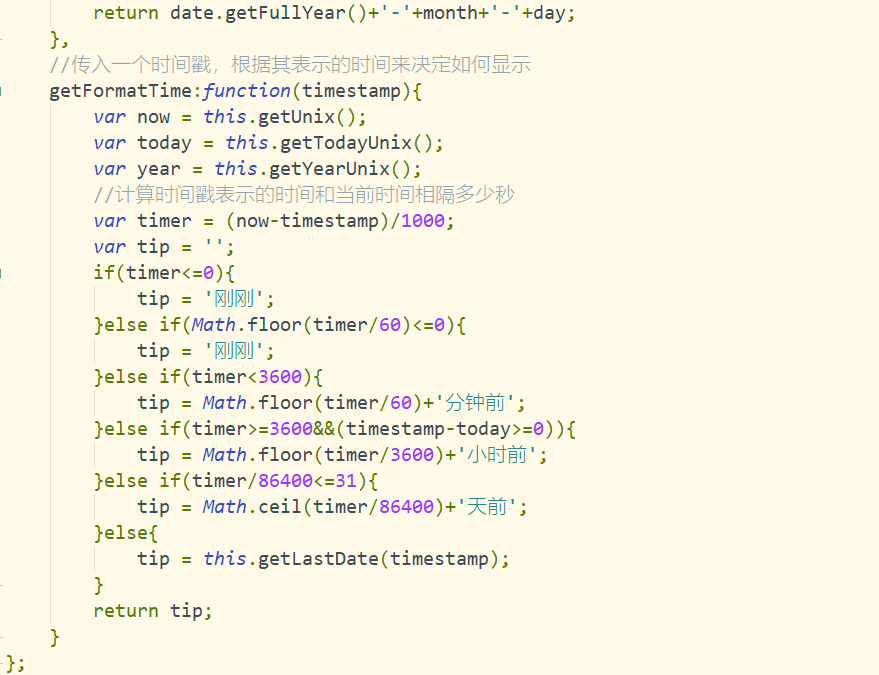 return date.getFullYear()+'-'+month+'-'+day;
},
//传入一个时间戳，根据其表示的时间来决定如何显示
getFormatTime:function(timestamp){
var now = this.getUnix();
var today = this.getTodayUnix();
var year = this.getYearUnix();
//计算时间戳表示的时间和当前时间相隔多少秒
var timer = (now-timestamp)/1000;
var tip = '';
if(timer<=0){
tip = '刚刚';
}else if(Math.floor(timer/60)<=0){
tip = '刚刚';
}else if(timer<3600){
tip = Math.floor(timer/60)+'分钟前';
}else if(timer>=3600&&(timestamp-today>=0)){
tip = Math.floor(timer/3600)+'小时前';
}else if(timer/86400<=31){
tip = Math.ceil(timer/86400)+'天前';
}else{
tip = this.getLastDate(timestamp);
}
return tip;
}
};